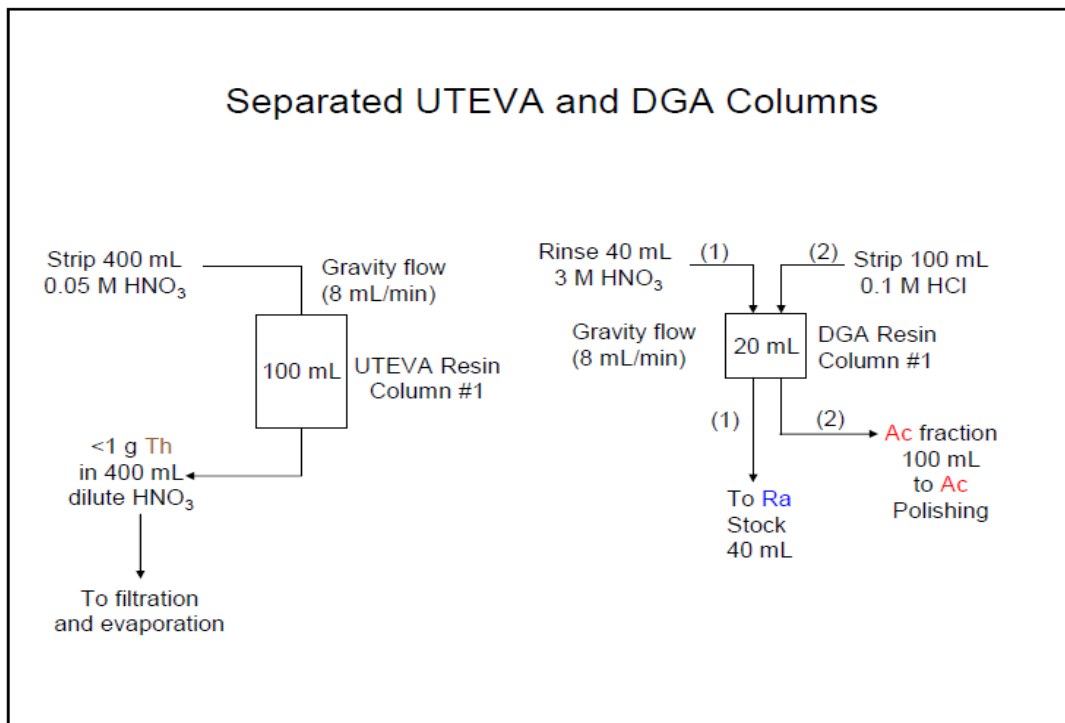 Separated UTEVA and DGA Columns
Strip 400 mL
0.05 M HNO₃
Gravity flow
(8 mL/min)
100 mL
UTEVA Resin
Column #1
<1 g Th
in 400 mL
dilute HNO₃
To filtration
and evaporation
Rinse 40 mL
3 M HNO₃
(1)
(2)
Strip 100 mL
0.1 M HCl
Gravity flow
(8 mL/min)
20 mL
DGA Resin
Column #1
(1)
(2)
To Ra
Stock
40 mL
Ac fraction
100 mL
to Ac
Polishing